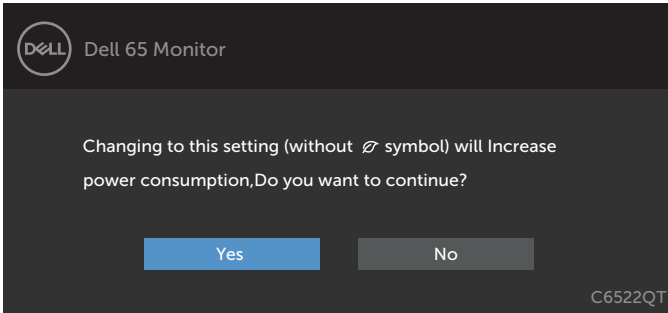 DELL
Dell 65 Monitor
Changing to this setting (without symbol) will Increase
power consumption,Do you want to continue?
Yes
No
C6522QT